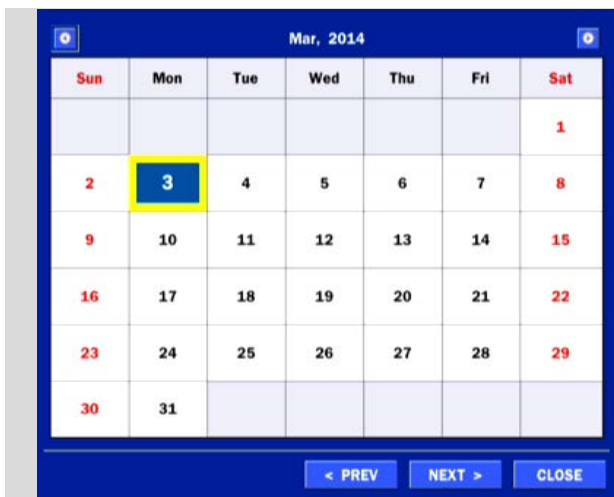 Mar, 2014
Sun Mon Tue Wed Thu Fri Sat
1
2 3 4 5 6 7 8
9 10 11 12 13 14 15
16 17 18 19 20 21 22
23 24 25 26 27 28 29
30 31
< PREV NEXT > CLOSE